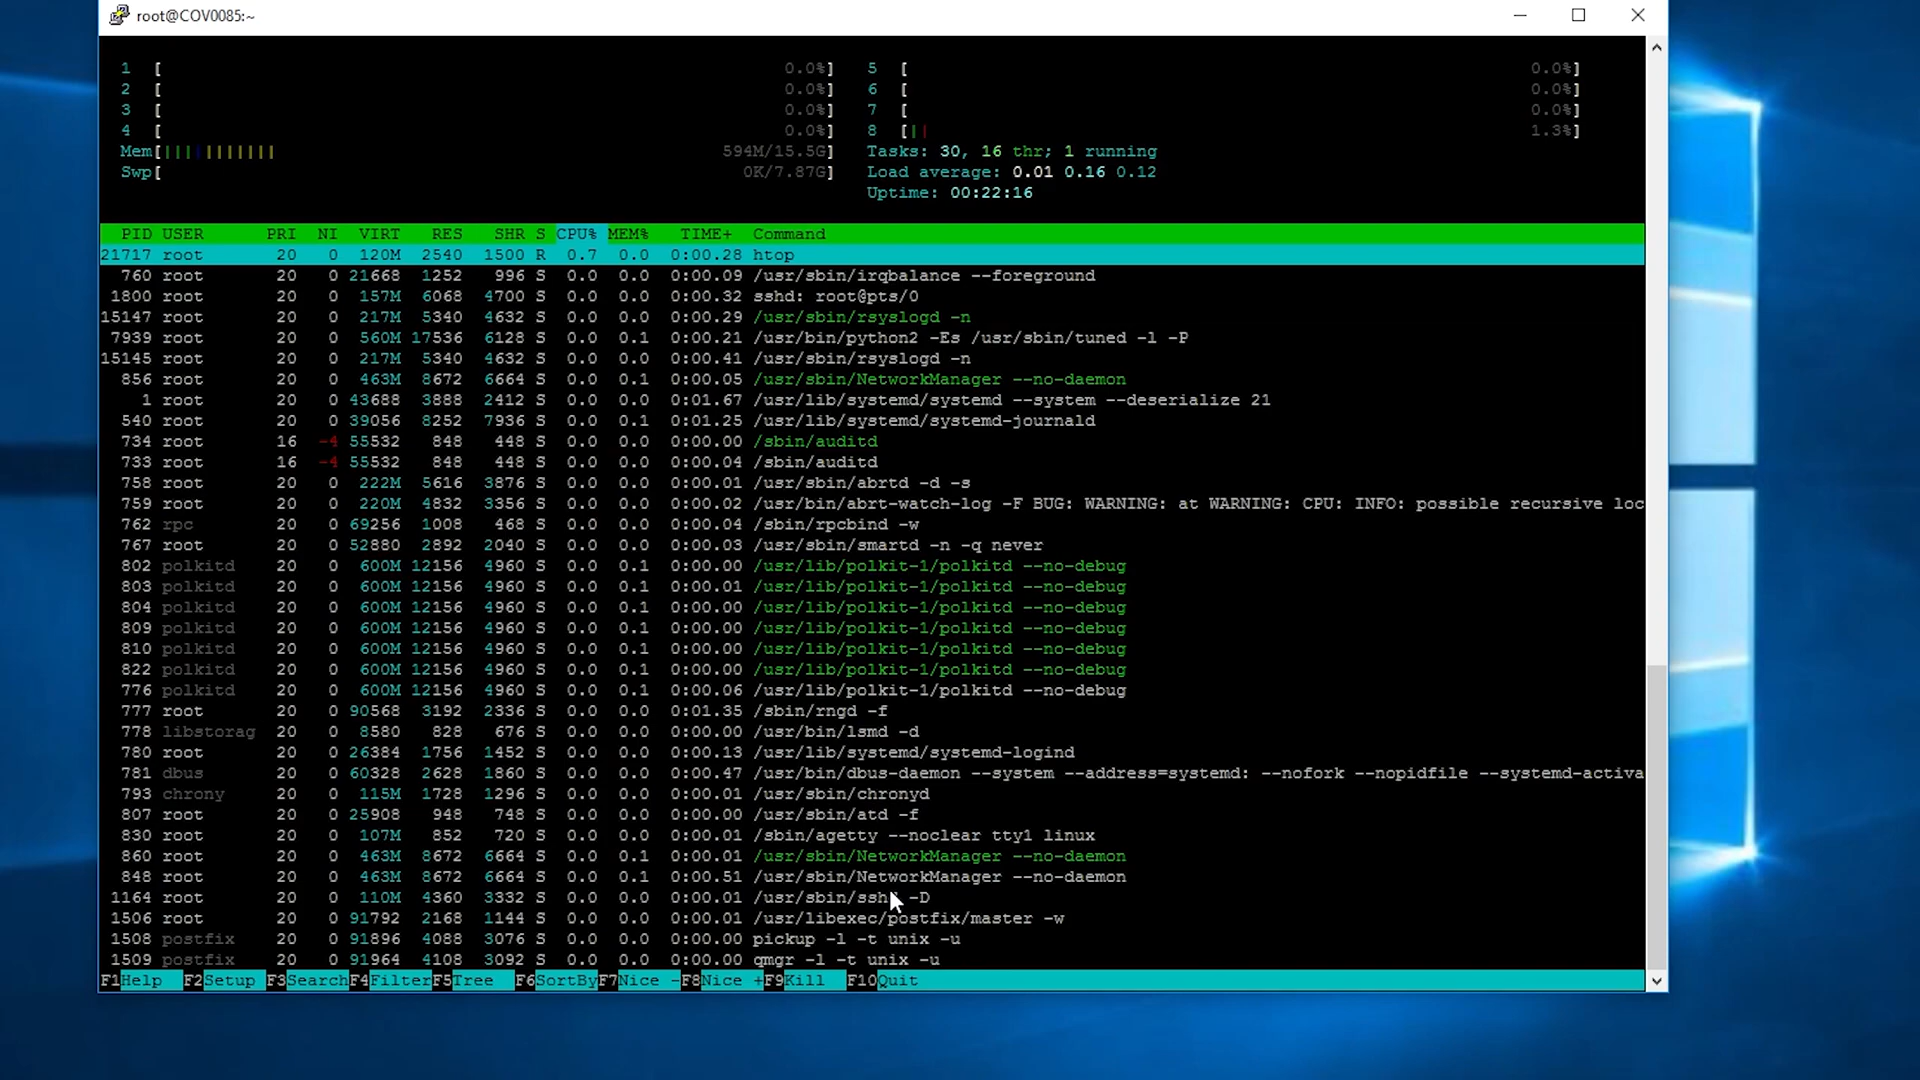 root@COV0085:~
1 [ 0.0%] 5 [ 0.0%]
2 [ 0.0%] 6 [ 0.0%]
3 [ 0.0%] 7 [ 0.0%]
4 [ 0.0%] 8 [|| 1.3%]
Mem[||||||||||| 594M/15.5G] Tasks: 30, 16 thr; 1 running
Swp[ 0K/7.87G] Load average: 0.01 0.16 0.12
Uptime: 00:22:16
PID USER PRI NI VIRT RES SHR S CPU% MEM% TIME+ Command
21717 root 20 0 120M 2540 1500 R 0.7 0.0 0:00.28 htop
760 root 20 0 21668 1252 996 S 0.0 0.0 0:00.09 /usr/sbin/irqbalance --foreground
1800 root 20 0 157M 6068 4700 S 0.0 0.0 0:00.32 sshd: root@pts/0
15147 root 20 0 217M 5340 4632 S 0.0 0.0 0:00.29 /usr/sbin/rsyslogd -n
7939 root 20 0 560M 17536 6128 S 0.0 0.1 0:00.21 /usr/bin/python2 -Es /usr/sbin/tuned -l -P
15145 root 20 0 217M 5340 4632 S 0.0 0.0 0:00.41 /usr/sbin/rsyslogd -n
856 root 20 0 463M 8672 6664 S 0.0 0.1 0:00.05 /usr/sbin/NetworkManager --no-daemon
1 root 20 0 43688 3888 2412 S 0.0 0.0 0:01.67 /usr/lib/systemd/systemd --system --deserialize 21
540 root 20 0 39056 8252 7936 S 0.0 0.1 0:01.25 /usr/lib/systemd/systemd-journald
734 root 16 -4 55532 848 448 S 0.0 0.0 0:00.00 /sbin/auditd
733 root 16 -4 55532 848 448 S 0.0 0.0 0:00.04 /sbin/auditd
758 root 20 0 222M 5616 3876 S 0.0 0.0 0:00.01 /usr/sbin/abrtd -d -s
759 root 20 0 220M 4832 3356 S 0.0 0.0 0:00.02 /usr/bin/abrt-watch-log -F BUG: WARNING: at WARNING: CPU: INFO: possible recursive loc
762 rpc 20 0 69256 1008 468 S 0.0 0.0 0:00.04 /sbin/rpcbind -w
767 root 20 0 52880 2892 2040 S 0.0 0.0 0:00.03 /usr/sbin/smartd -n -q never
802 polkitd 20 0 600M 12156 4960 S 0.0 0.1 0:00.00 /usr/lib/polkit-1/polkitd --no-debug
803 polkitd 20 0 600M 12156 4960 S 0.0 0.1 0:00.01 /usr/lib/polkit-1/polkitd --no-debug
804 polkitd 20 0 600M 12156 4960 S 0.0 0.1 0:00.00 /usr/lib/polkit-1/polkitd --no-debug
809 polkitd 20 0 600M 12156 4960 S 0.0 0.1 0:00.00 /usr/lib/polkit-1/polkitd --no-debug
810 polkitd 20 0 600M 12156 4960 S 0.0 0.1 0:00.00 /usr/lib/polkit-1/polkitd --no-debug
822 polkitd 20 0 600M 12156 4960 S 0.0 0.1 0:00.00 /usr/lib/polkit-1/polkitd --no-debug
776 polkitd 20 0 600M 12156 4960 S 0.0 0.1 0:00.06 /usr/lib/polkit-1/polkitd --no-debug
777 root 20 0 90568 3192 2336 S 0.0 0.0 0:01.35 /sbin/rngd -f
778 libstorag 20 0 8580 828 676 S 0.0 0.0 0:00.00 /usr/bin/lsmd -d
780 root 20 0 26384 1756 1452 S 0.0 0.0 0:00.13 /usr/lib/systemd/systemd-logind
781 dbus 20 0 60328 2628 1860 S 0.0 0.0 0:00.47 /usr/bin/dbus-daemon --system --address=systemd: --nofork --nopidfile --systemd-activa
793 chrony 20 0 115M 1728 1296 S 0.0 0.0 0:00.01 /usr/sbin/chronyd
807 root 20 0 25908 948 748 S 0.0 0.0 0:00.00 /usr/sbin/atd -f
830 root 20 0 107M 852 720 S 0.0 0.0 0:00.01 /sbin/agetty --noclear tty1 linux
860 root 20 0 463M 8672 6664 S 0.0 0.1 0:00.01 /usr/sbin/NetworkManager --no-daemon
848 root 20 0 463M 8672 6664 S 0.0 0.1 0:00.51 /usr/sbin/NetworkManager --no-daemon
1164 root 20 0 110M 4360 3332 S 0.0 0.0 0:00.01 /usr/sbin/sshd -D
1506 root 20 0 91792 2168 1144 S 0.0 0.0 0:00.01 /usr/libexec/postfix/master -w
1508 postfix 20 0 91896 4088 3076 S 0.0 0.0 0:00.00 pickup -l -t unix -u
1509 postfix 20 0 91964 4108 3092 S 0.0 0.0 0:00.00 qmgr -l -t unix -u
F1Help F2Setup F3SearchF4FilterF5Tree F6SortByF7Nice -F8Nice +F9Kill F10Quit